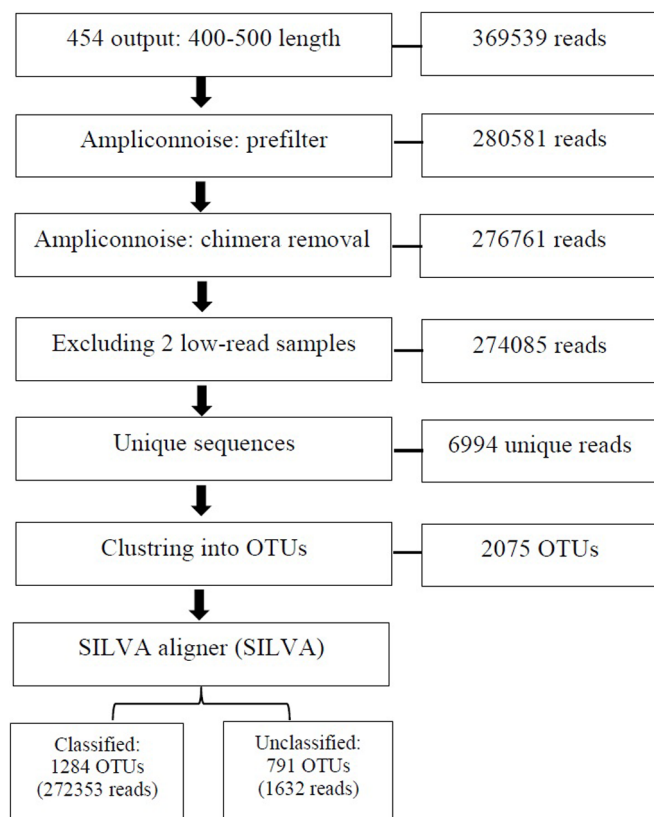 454 output: 400-500 length
369539 reads
Ampliconnoise: prefilter
280581 reads
Ampliconnoise: chimera removal
276761 reads
Excluding 2 low-read samples
274085 reads
Unique sequences
6994 unique reads
Clustring into OTUs
2075 OTUs
SILVA aligner (SILVA)
Classified:
1284 OTUs
(272353 reads)
Unclassified:
791 OTUs
(1632 reads)